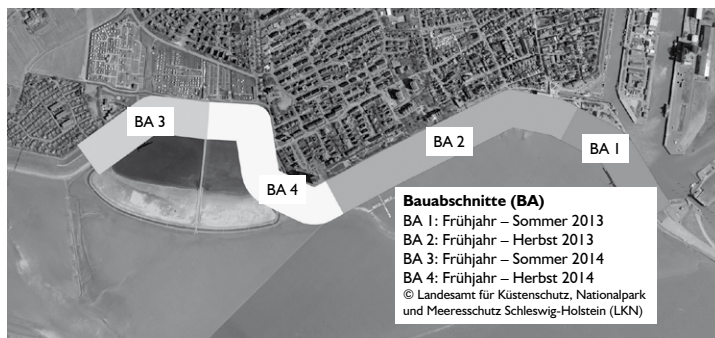 BA 3
BA 2
BA 1
BA 4
Bauabschnitte (BA)
BA 1: Frühjahr – Sommer 2013
BA 2: Frühjahr – Herbst 2013
BA 3: Frühjahr – Sommer 2014
BA 4: Frühjahr – Herbst 2014
© Landesamt für Küstenschutz, Nationalpark
und Meeresschutz Schleswig-Holstein (LKN)